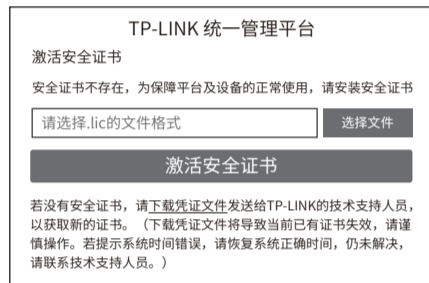 TP-LINK 统一管理平台
激活安全证书
安全证书不存在，为保障平台及设备的正常使用，请安装安全证书
请选择.lic的文件格式
选择文件
激活安全证书
若没有安全证书，请下载凭证文件发送给TP-LINK的技术支持人员，
以获取新的证书。（下载凭证文件将导致当前已有证书失效，请谨
慎操作。若提示系统时间错误，请恢复系统正确时间，仍未解决，
请联系技术支持人员。）